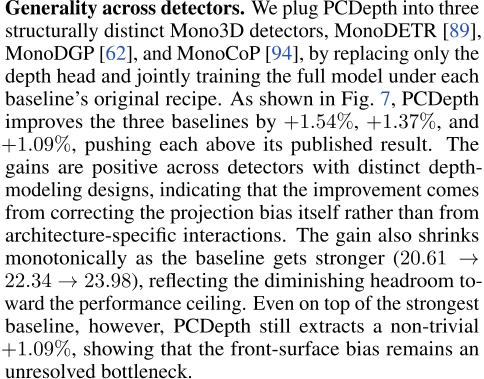 Generality across detectors. We plug PCDepth into three
structurally distinct Mono3D detectors, MonoDETR [89],
MonoDGP [62], and MonoCoP [94], by replacing only the
depth head and jointly training the full model under each
baseline's original recipe. As shown in Fig. 7, PCDepth
improves the three baselines by +1.54%, +1.37%, and
+1.09%, pushing each above its published result. The
gains are positive across detectors with distinct depth-
modeling designs, indicating that the improvement comes
from correcting the projection bias itself rather than from
architecture-specific interactions. The gain also shrinks
monotonically as the baseline gets stronger (20.61 →
22.34 → 23.98), reflecting the diminishing headroom to-
ward the performance ceiling. Even on top of the strongest
baseline, however, PCDepth still extracts a non-trivial
+1.09%, showing that the front-surface bias remains an
unresolved bottleneck.